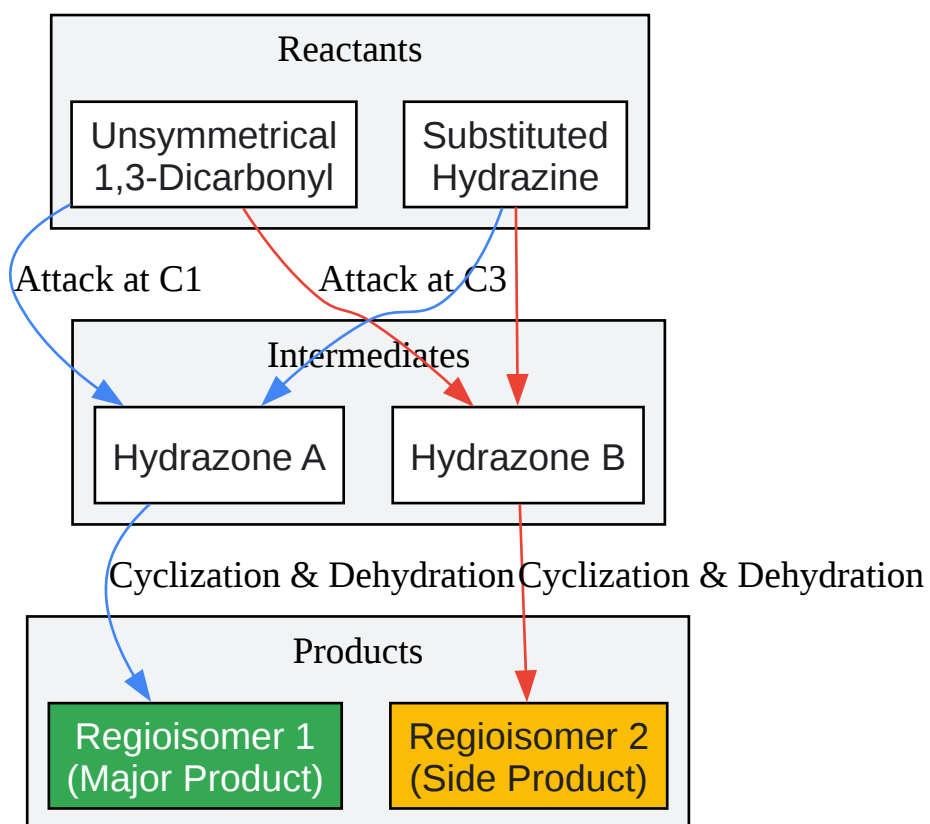 Reactants
Unsymmetrical
1,3-Dicarbonyl
Substituted
Hydrazine
Attack at C1
Attack at C3
Intermediates
Hydrazone A
Hydrazone B
Cyclization & Dehydration
Cyclization & Dehydration
Products
Regioisomer 1
(Major Product)
Regioisomer 2
(Side Product)